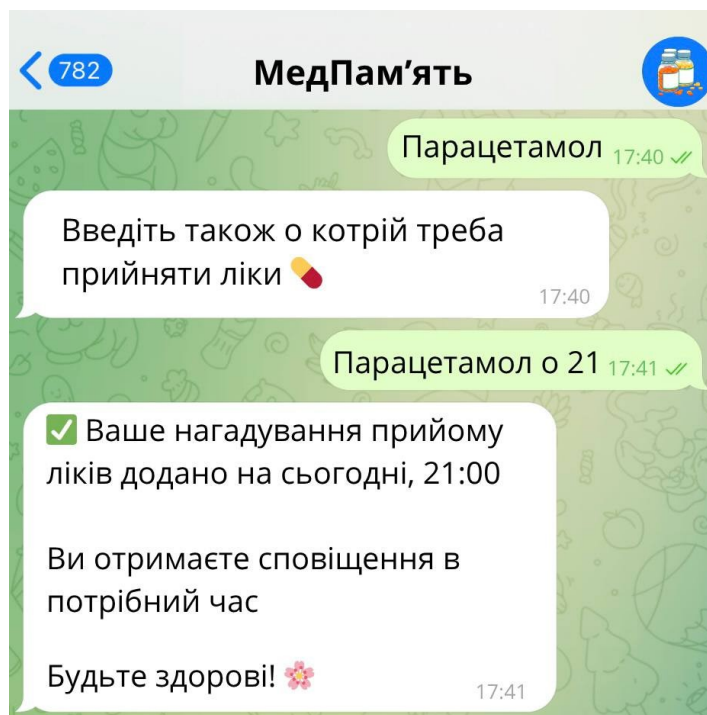 782
МедПам’ять
Парацетамол 17:40
Введіть також о котрій треба
прийняти ліки 💊
17:40
Парацетамол о 21 17:41
✅ Ваше нагадування прийому
ліків додано на сьогодні, 21:00
Ви отримаєте сповіщення в
потрібний час
Будьте здорові! 🌸
17:41